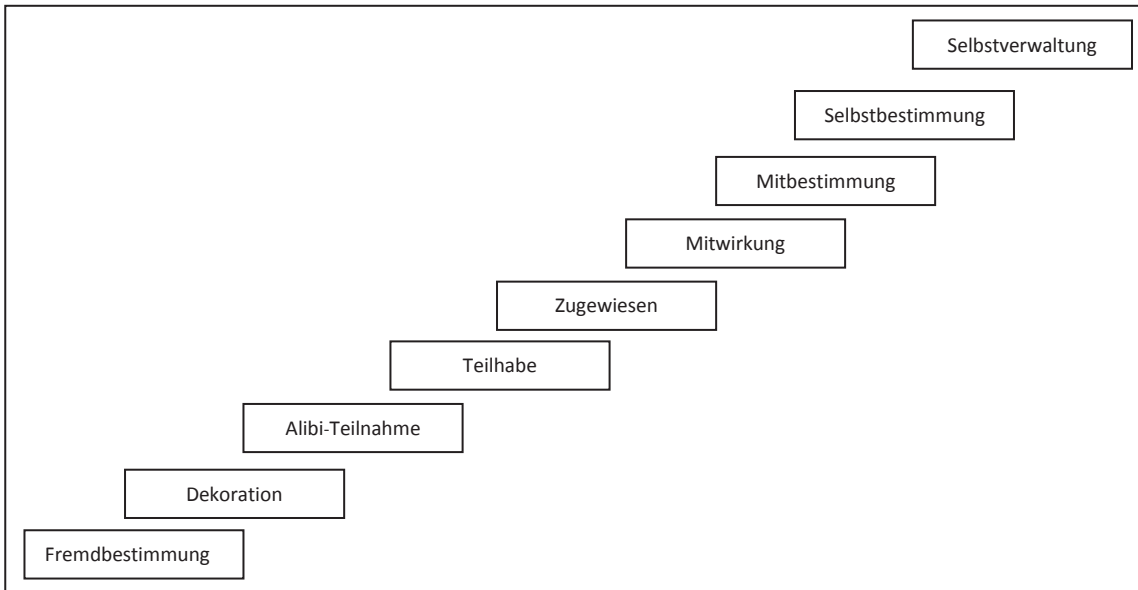 Selbstverwaltung
Selbstbestimmung
Mitbestimmung
Mitwirkung
Zugewiesen
Teilhabe
Alibi-Teilnahme
Dekoration
Fremdbestimmung